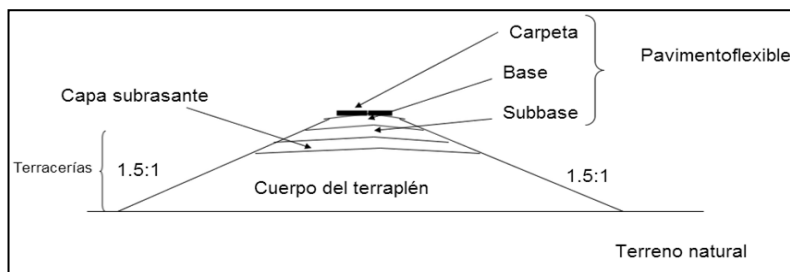 Carpeta
Pavimentoflexible
Base
Capa subrasante
Subbase
Terracerías
1.5:1
Cuerpo del terraplén
1.5:1
Terreno natural